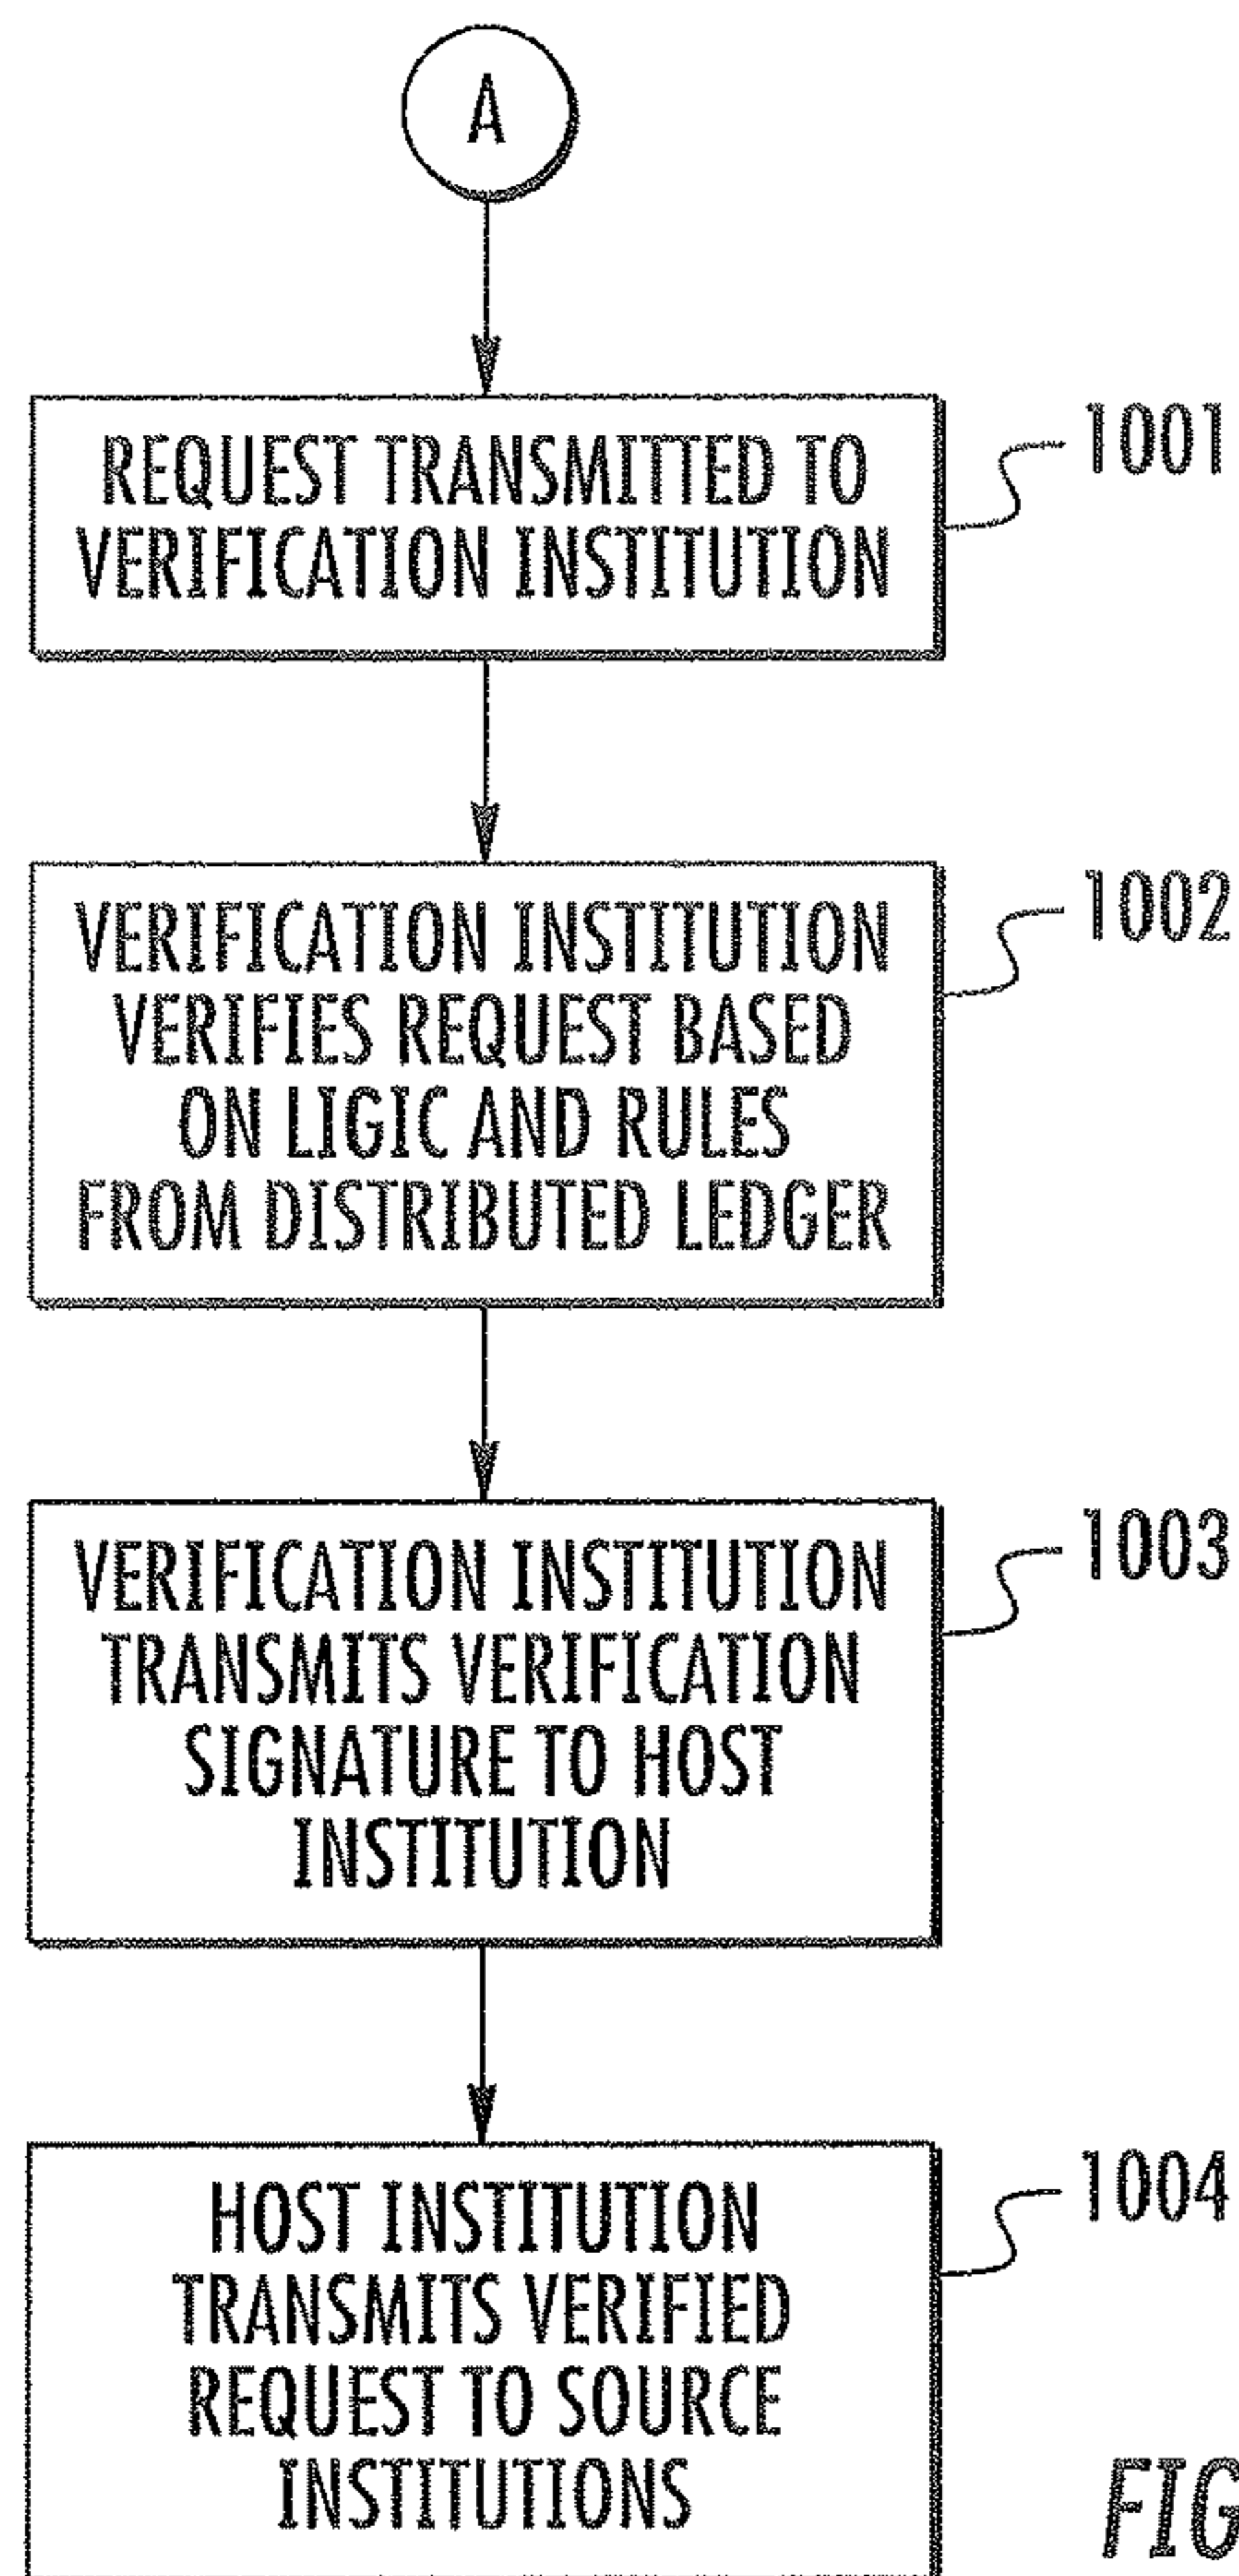 A
REQUEST TRANSMITTED TO
VERIFICATION INSTITUTION
1001
VERIFICATION INSTITUTION
VERIFIES REQUEST BASED
ON LIGIC AND RULES
FROM DISTRIBUTED LEDGER
1002
VERIFICATION INSTITUTION
TRANSMITS VERIFICATION
SIGNATURE TO HOST
INSTITUTION
1003
HOST INSTITUTION
TRANSMITS VERIFIED
REQUEST TO SOURCE
INSTITUTIONS
1004
FIG